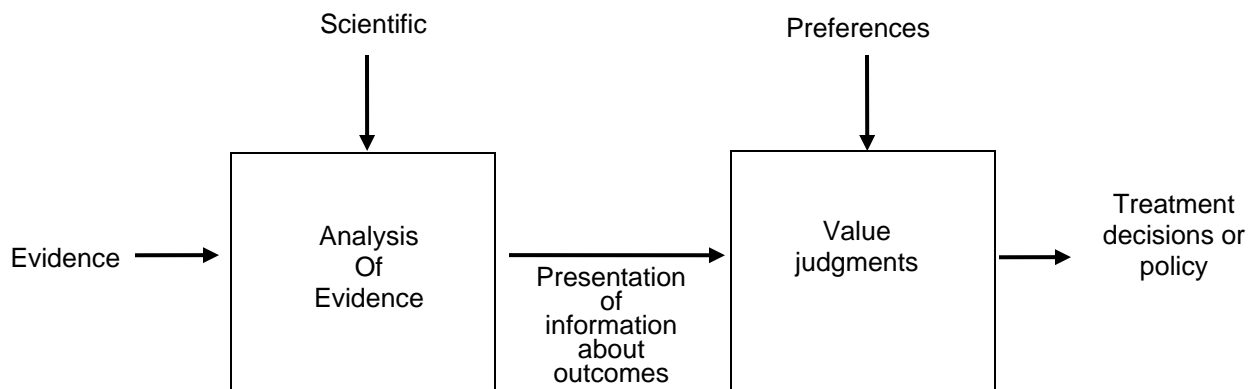 Scientific
Preferences
Evidence
Analysis
Of
Evidence
Presentation
of
information
about
outcomes
Value
judgments
Treatment
decisions or
policy